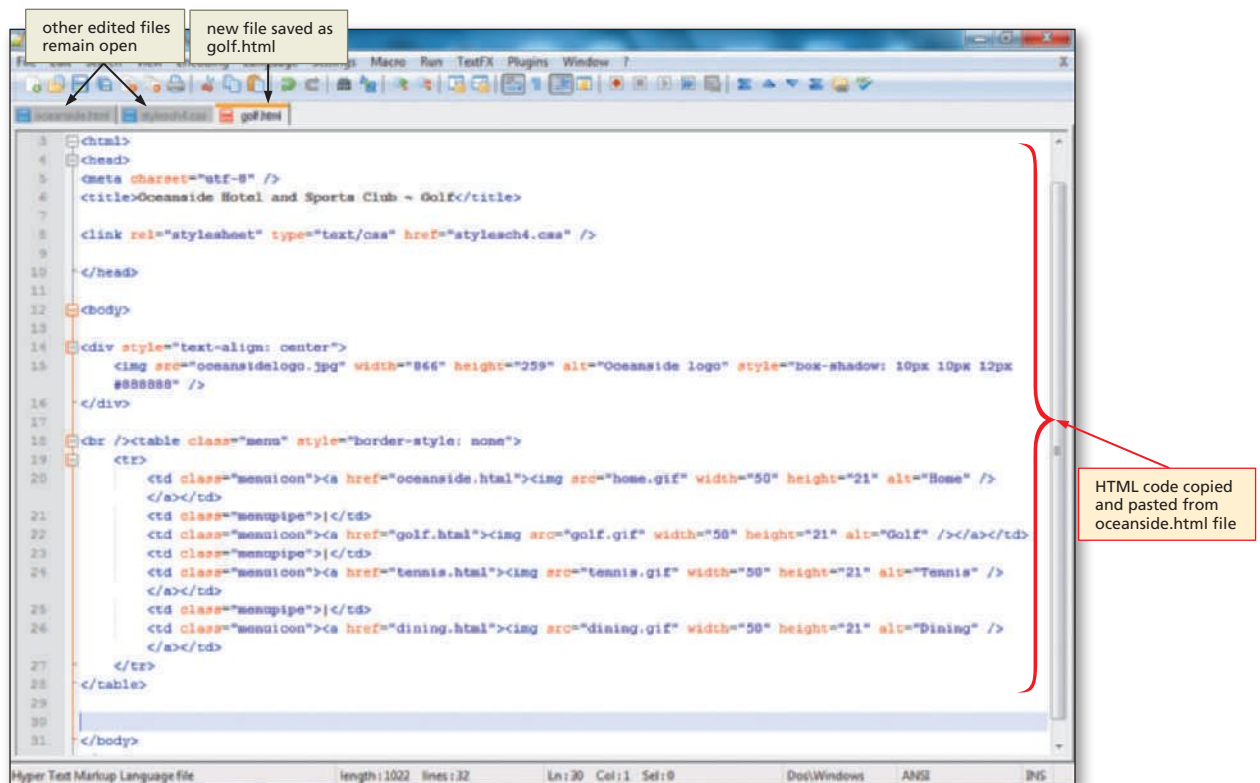 other edited files
remain open
new file saved as
golf.html
Macro Run TextFX Plugins Window ?
oceanside.html stylesch4.css golf.html
3 <html>
4 <head>
5 <meta charset="utf-8" />
6 <title>Oceanside Hotel and Sports Club ~ Golf</title>
7
8 <link rel="stylesheet" type="text/css" href="stylesch4.css" />
9
10 </head>
11
12 <body>
13
14 <div style="text-align: center">
15 <img src="oceansidelogo.jpg" width="866" height="259" alt="Oceanside logo" style="box-shadow: 10px 10px 12px
#888888" />
16 </div>
17
18 <br /><table class="menu" style="border-style: none">
19 <tr>
20 <td class="menuicon"><a href="oceanside.html"><img src="home.gif" width="50" height="21" alt="Home" />
</a></td>
21 <td class="menupipe">|</td>
22 <td class="menuicon"><a href="golf.html"><img src="golf.gif" width="50" height="21" alt="Golf" /></a></td>
23 <td class="menupipe">|</td>
24 <td class="menuicon"><a href="tennis.html"><img src="tennis.gif" width="50" height="21" alt="Tennis" />
</a></td>
25 <td class="menupipe">|</td>
26 <td class="menuicon"><a href="dining.html"><img src="dining.gif" width="50" height="21" alt="Dining" />
</a></td>
27 </tr>
28 </table>
29
30
31 </body>
HTML code copied
and pasted from
oceanside.html file
Hyper Text Markup Language file length : 1022 lines : 32 Ln : 30 Col : 1 Sel : 0 Dos\Windows ANSI INS